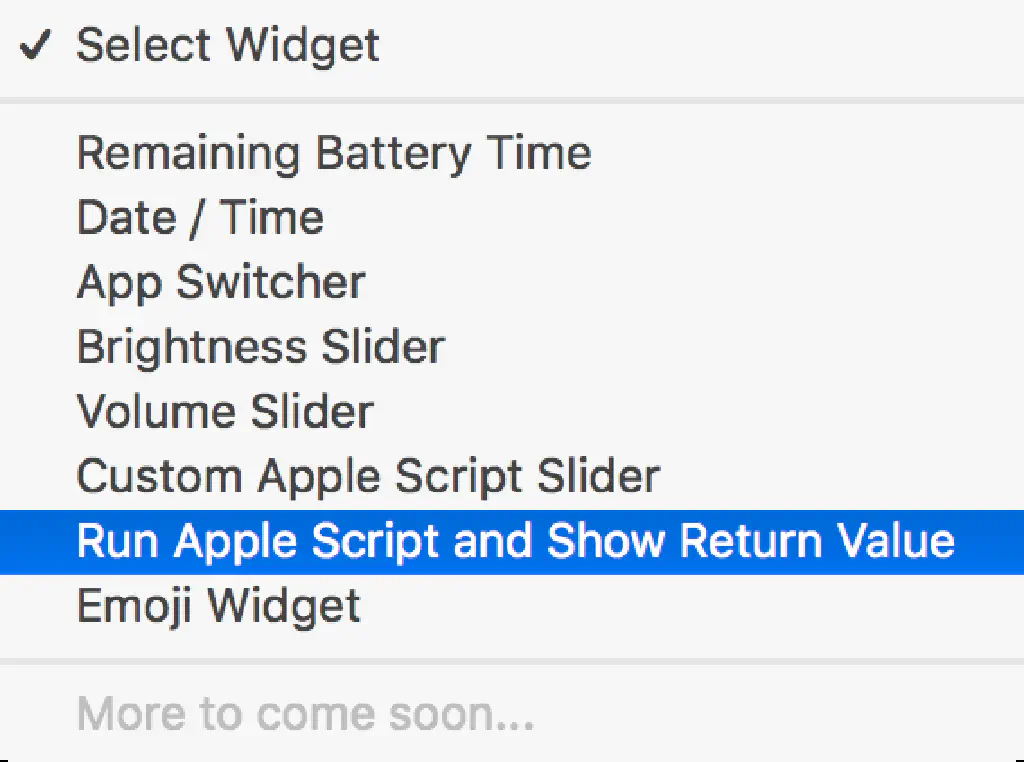 ✓ Select Widget
Remaining Battery Time
Date / Time
App Switcher
Brightness Slider
Volume Slider
Custom Apple Script Slider
Run Apple Script and Show Return Value
Emoji Widget
More to come soon...